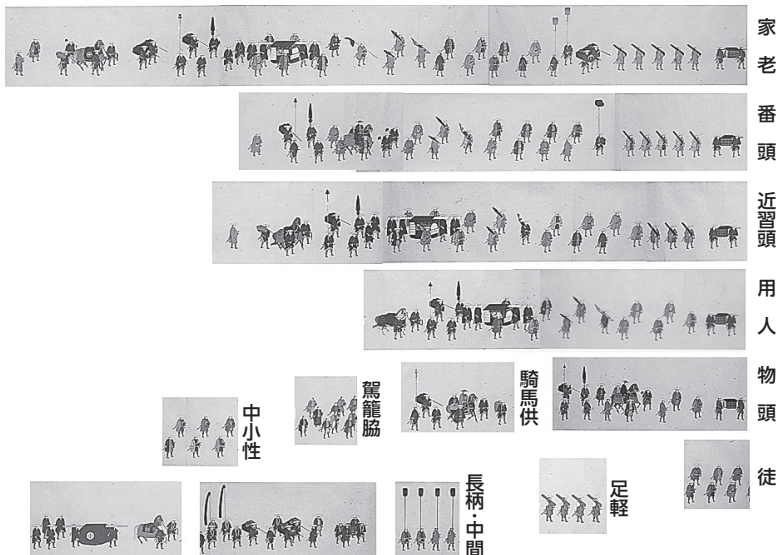 家老
番頭
近習頭
用人
物頭
騎馬供
駕籠脇
中小性
徒
足軽
長柄・中間